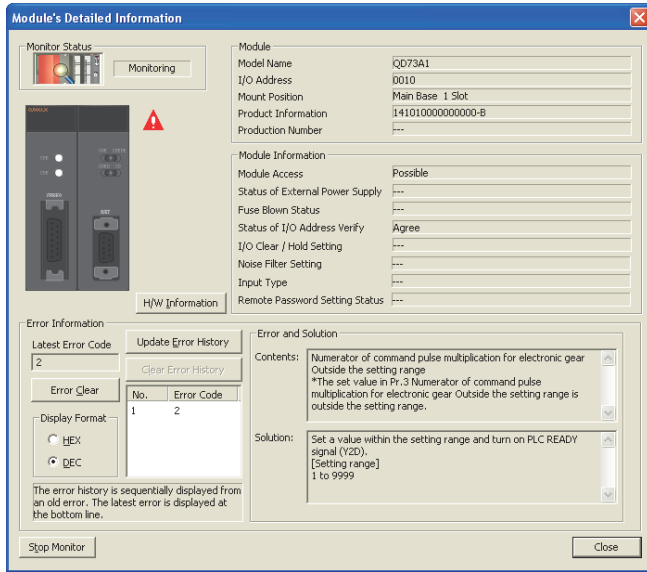 Module's Detailed Information
Monitor Status
Monitoring
Module
Model Name QD73A1
I/O Address 0010
Mount Position Main Base 1 Slot
Product Information 141010000000000-B
Production Number ---
Module Information
Module Access Possible
Status of External Power Supply ---
Fuse Blown Status ---
Status of I/O Address Verify Agree
I/O Clear / Hold Setting ---
Noise Filter Setting ---
Input Type ---
Remote Password Setting Status ---
H/W Information
Error Information
Latest Error Code
2
Update Error History
Clear Error History
Error Clear
Display Format
HEX
DEC
No. Error Code
1 2
The error history is sequentially displayed from
an old error. The latest error is displayed at
the bottom line.
Error and Solution
Contents:
Numerator of command pulse multiplication for electronic gear
Outside the setting range
*The set value in Pr.3 Numerator of command pulse
multiplication for electronic gear Outside the setting range is
outside the setting range.
Solution:
Set a value within the setting range and turn on PLC READY
signal (Y2D).
[Setting range]
1 to 9999
Stop Monitor
Close